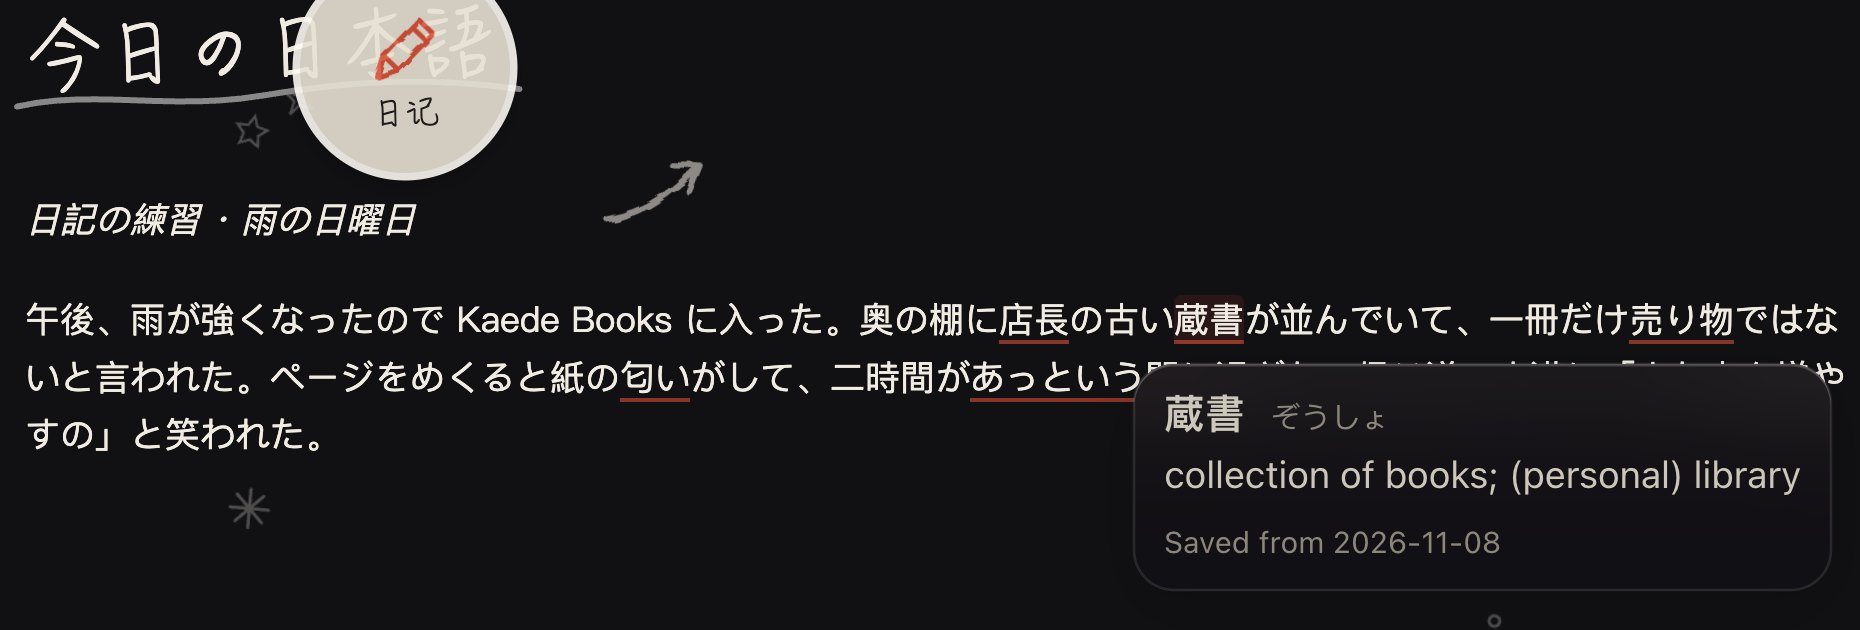 今日の日本語
日记
日記の練習・雨の日曜日
午後、雨が強くなったので Kaede Books に入った。奥の棚に店長の古い蔵書が並んでいて、一冊だけ売り物ではな
いと言われた。ページをめくると紙の匂いがして、二時間があっという
すの」と笑われた。
蔵書 ぞうしょ
collection of books; (personal) library
Saved from 2026-11-08